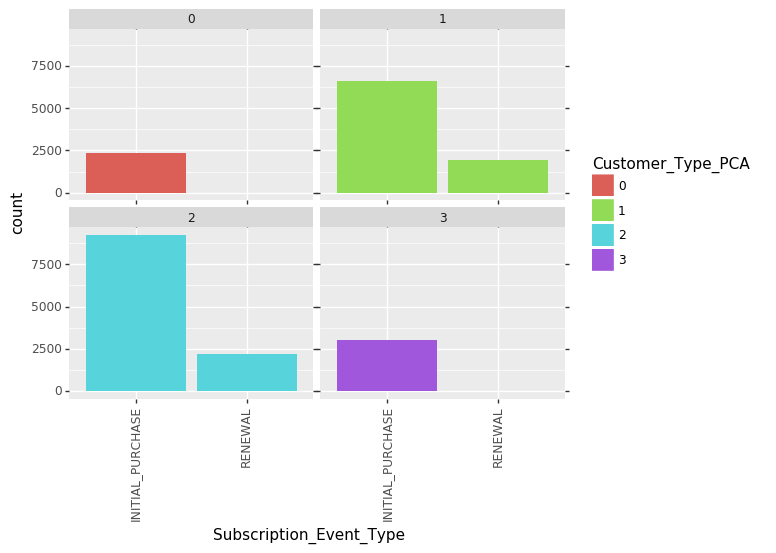 0
1
7500
5000
2500
0
count
2
3
7500
5000
2500
0
INITIAL_PURCHASE
RENEWAL
INITIAL_PURCHASE
RENEWAL
Subscription_Event_Type
Customer_Type_PCA
0
1
2
3